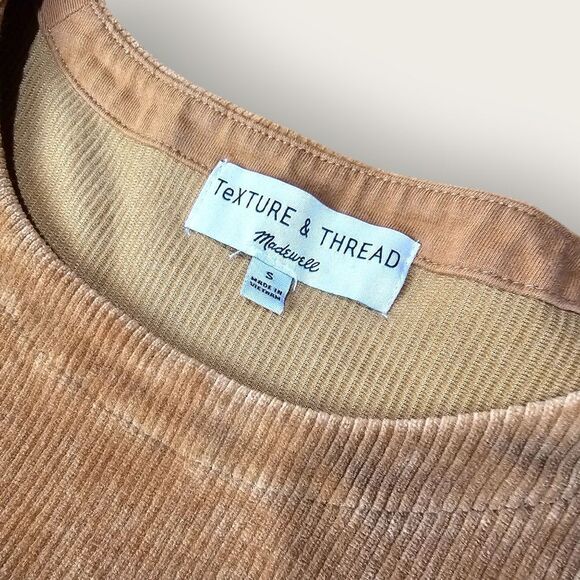 TeXTURE & THREAD
Madewell
S
MADE IN
VIETNAM